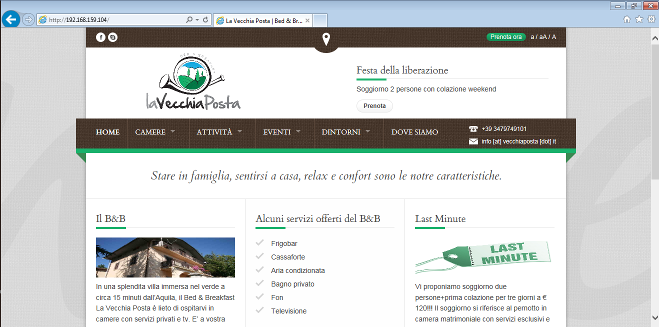 http://192.168.159.104/
La Vecchia Posta | Bed & Br...
Prenota ora
a / aA / A
laVecchiaPosta
Festa della liberazione
Soggiorno 2 persone con colazione weekend
Prenota
HOME
CAMERE
ATTIVITÀ
EVENTI
DINTORNI
DOVE SIAMO
+39 3479749101
info [at] vecchiaposta [dot] it
Stare in famiglia, sentirsi a casa, relax e confort sono le notre caratteristiche.
Il B&B
In una splendida villa immersa nel verde a
circa 15 minuti dall'Aquila, il Bed & Breakfast
La Vecchia Posta è lieto di ospitarvi in
camere con servizi privati e tv. E' a vostra
Alcuni servizi offerti del B&B
Frigobar
Cassaforte
Aria condizionata
Bagno privato
Fon
Televisione
Last Minute
LAST
MINUTE
Vi proponiamo soggiorno due
persone+prima colazione per tre giorni a €
120!!! Il soggiorno si riferisce al pernotto in
camera matrimoniale con servizi esclusivi e